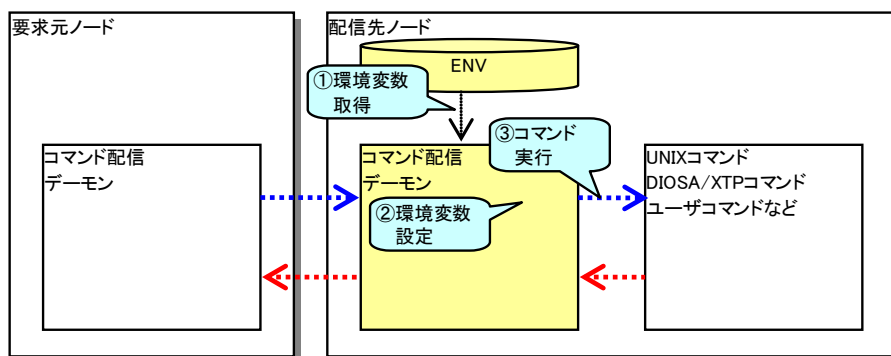 要求元ノード
配信先ノード
ENV
①環境変数
取得
③コマンド
実行
コマンド配信
デーモン
コマンド配信
デーモン
②環境変数
設定
UNIXコマンド
DIOSA/XTPコマンド
ユーザコマンドなど